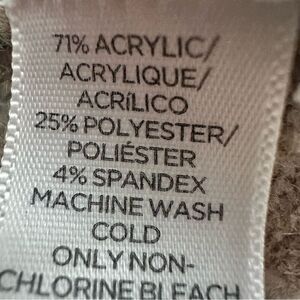 71% ACRYLIC/
ACRYLIQUE/
ACRÍLICO
25% POLYESTER/
POLIÉSTER
4% SPANDEX
MACHINE WASH
COLD
ONLY NON-
CHLORINE BLEACH